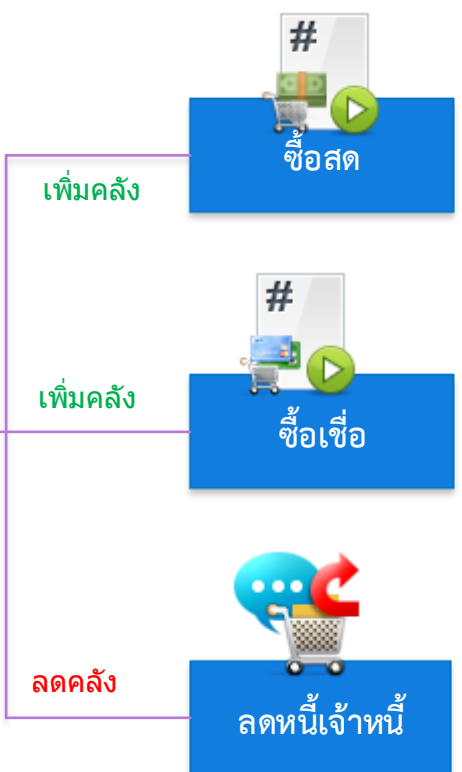 #
ซื้อสด
เพิ่มคลัง
#
เพิ่มคลัง
ซื้อเชื่อ
ลดคลัง
ลดหนี้เจ้าหนี้